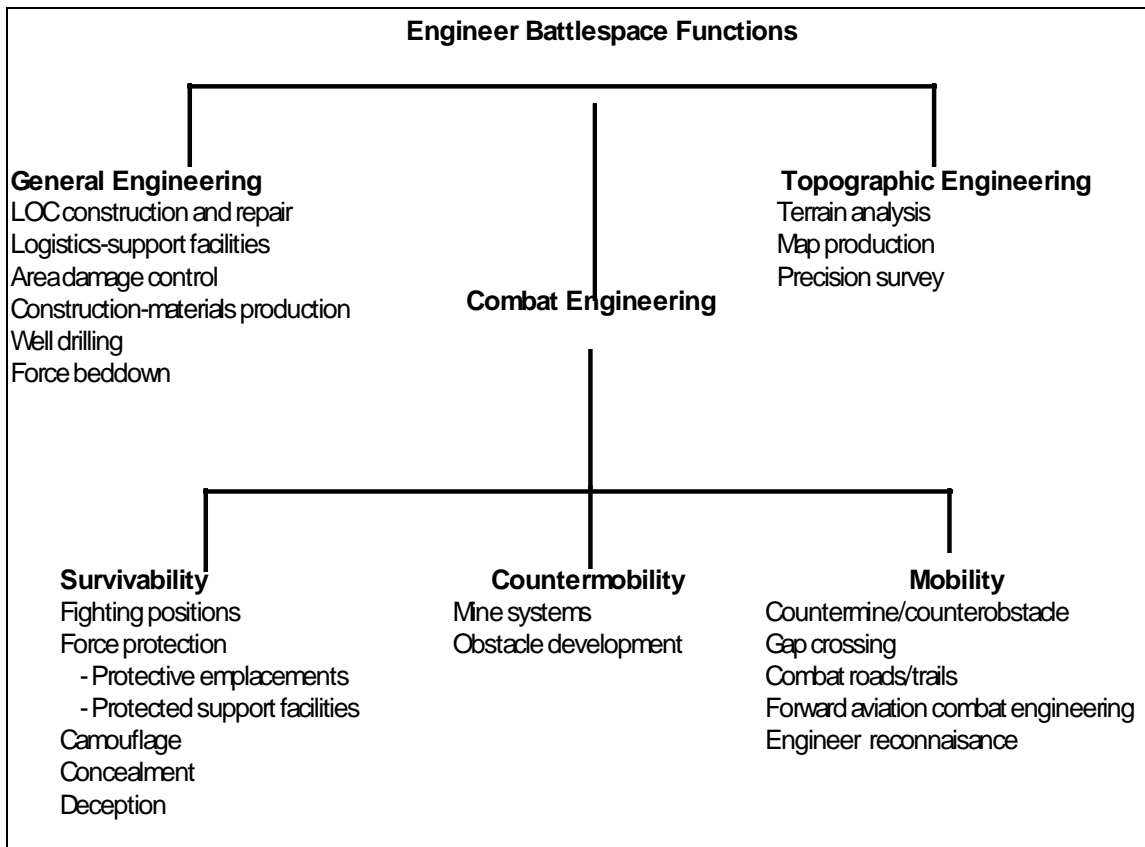 Engineer Battlespace Functions
General Engineering
LOC construction and repair
Logistics-support facilities
Area damage control
Construction-materials production
Well drilling
Force beddown
Topographic Engineering
Terrain analysis
Map production
Precision survey
Combat Engineering
Survivability
Fighting positions
Force protection
- Protective emplacements
- Protected support facilities
Camouflage
Concealment
Deception
Countermobility
Mine systems
Obstacle development
Mobility
Countermine/counterobstacle
Gap crossing
Combat roads/trails
Forward aviation combat engineering
Engineer reconnaisance